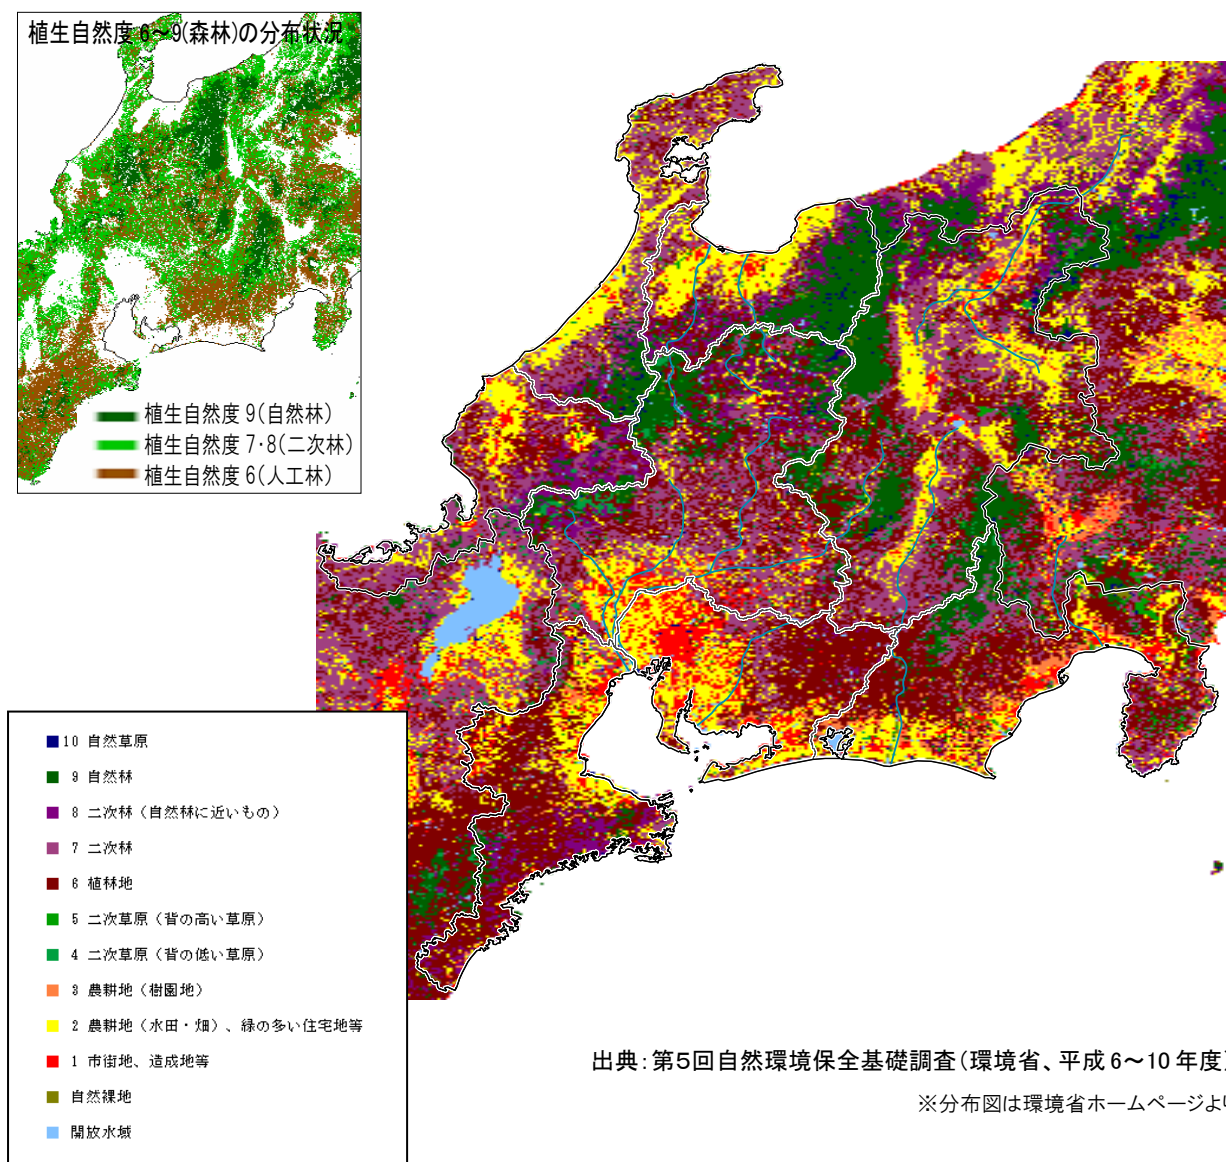 植生自然度 6～9(森林)の分布状況
植生自然度 9(自然林)
植生自然度 7・8(二次林)
植生自然度 6(人工林)
10 自然草原
9 自然林
8 二次林（自然林に近いもの）
7 二次林
6 植林地
5 二次草原（背の高い草原）
4 二次草原（背の低い草原）
3 農耕地（樹園地）
2 農耕地（水田・畑）、緑の多い住宅地等
1 市街地、造成地等
自然裸地
開放水域
出典：第5回自然環境保全基礎調査（環境省、平成 6～10 年度）
※分布図は環境省ホームページより